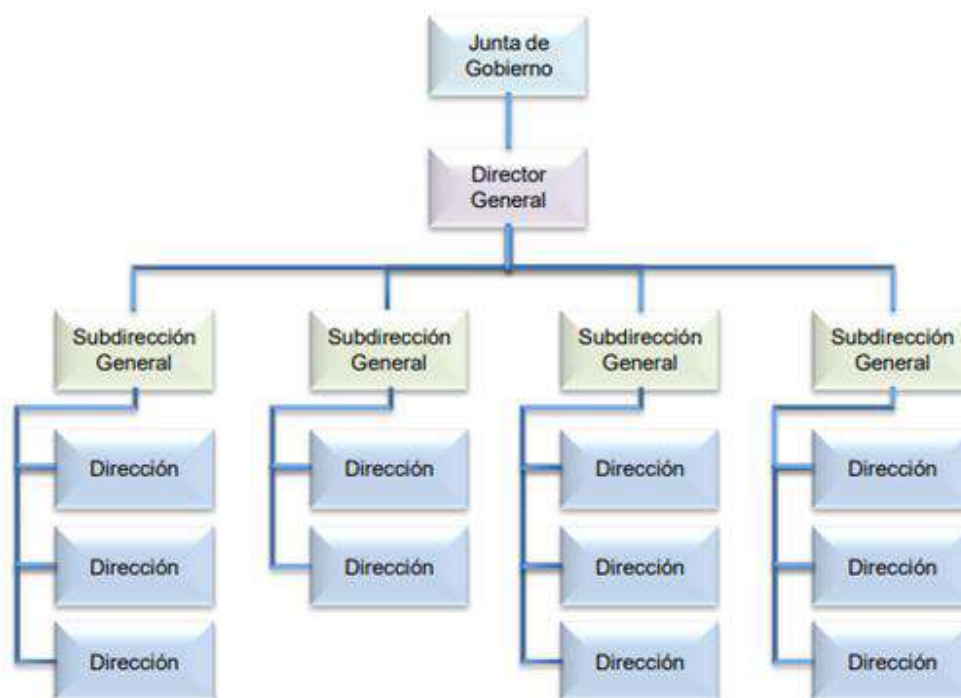 Junta de
Gobierno
Director
General
Subdirección
General
Subdirección
General
Subdirección
General
Subdirección
General
Dirección
Dirección
Dirección
Dirección
Dirección
Dirección
Dirección
Dirección
Dirección
Dirección
Dirección